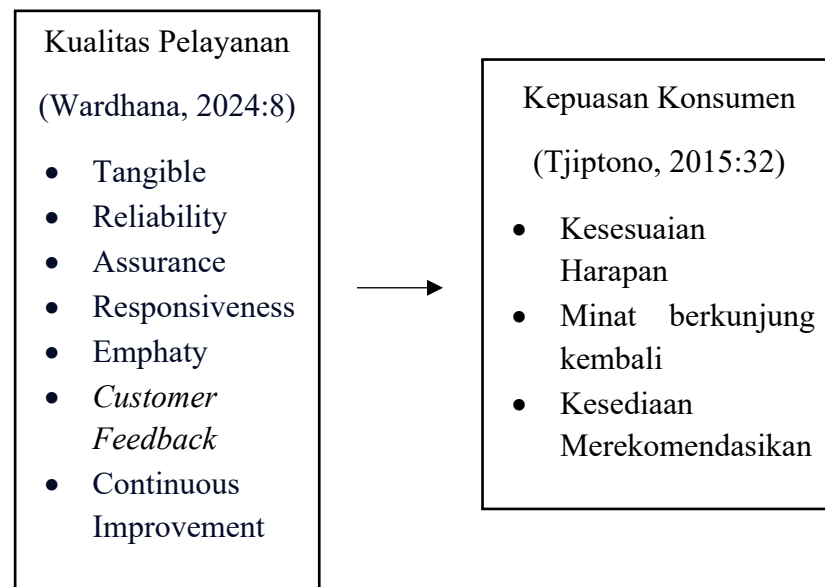 Kualitas Pelayanan
(Wardhana, 2024:8)
• Tangible
• Reliability
• Assurance
• Responsiveness
• Emphaty
• Customer
Feedback
• Continuous
Improvement
Kepuasan Konsumen
(Tjiptono, 2015:32)
• Kesesuaian
Harapan
• Minat berkunjung
kembali
• Kesediaan
Merekomendasikan